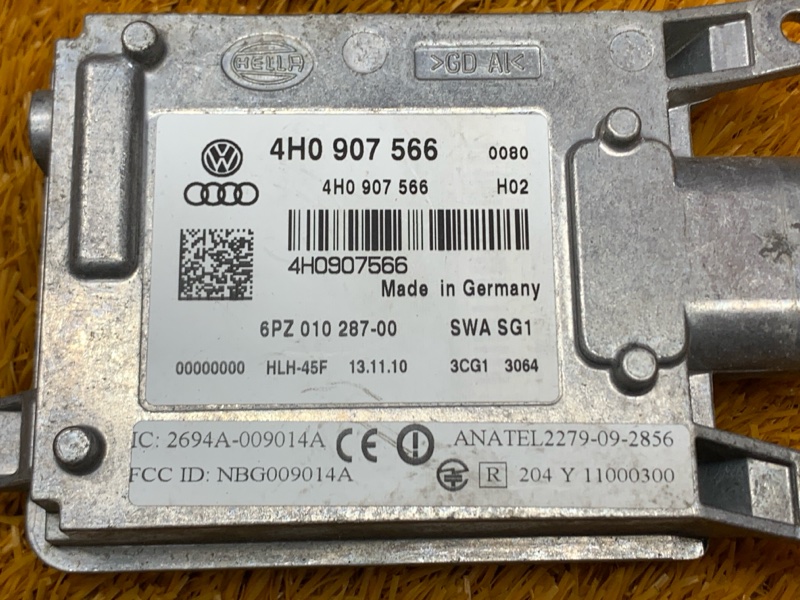 HELLA
>GD Al<
4H0 907 566 0080
4H0 907 566 H02
4H0907566
Made in Germany
6PZ 010 287-00 SWA SG1
00000000 HLH-45F 13.11.10 3CG1 3064
IC: 2694A-009014A CE ANATEL2279-09-2856
FCC ID: NBG009014A R 204 Y 11000300